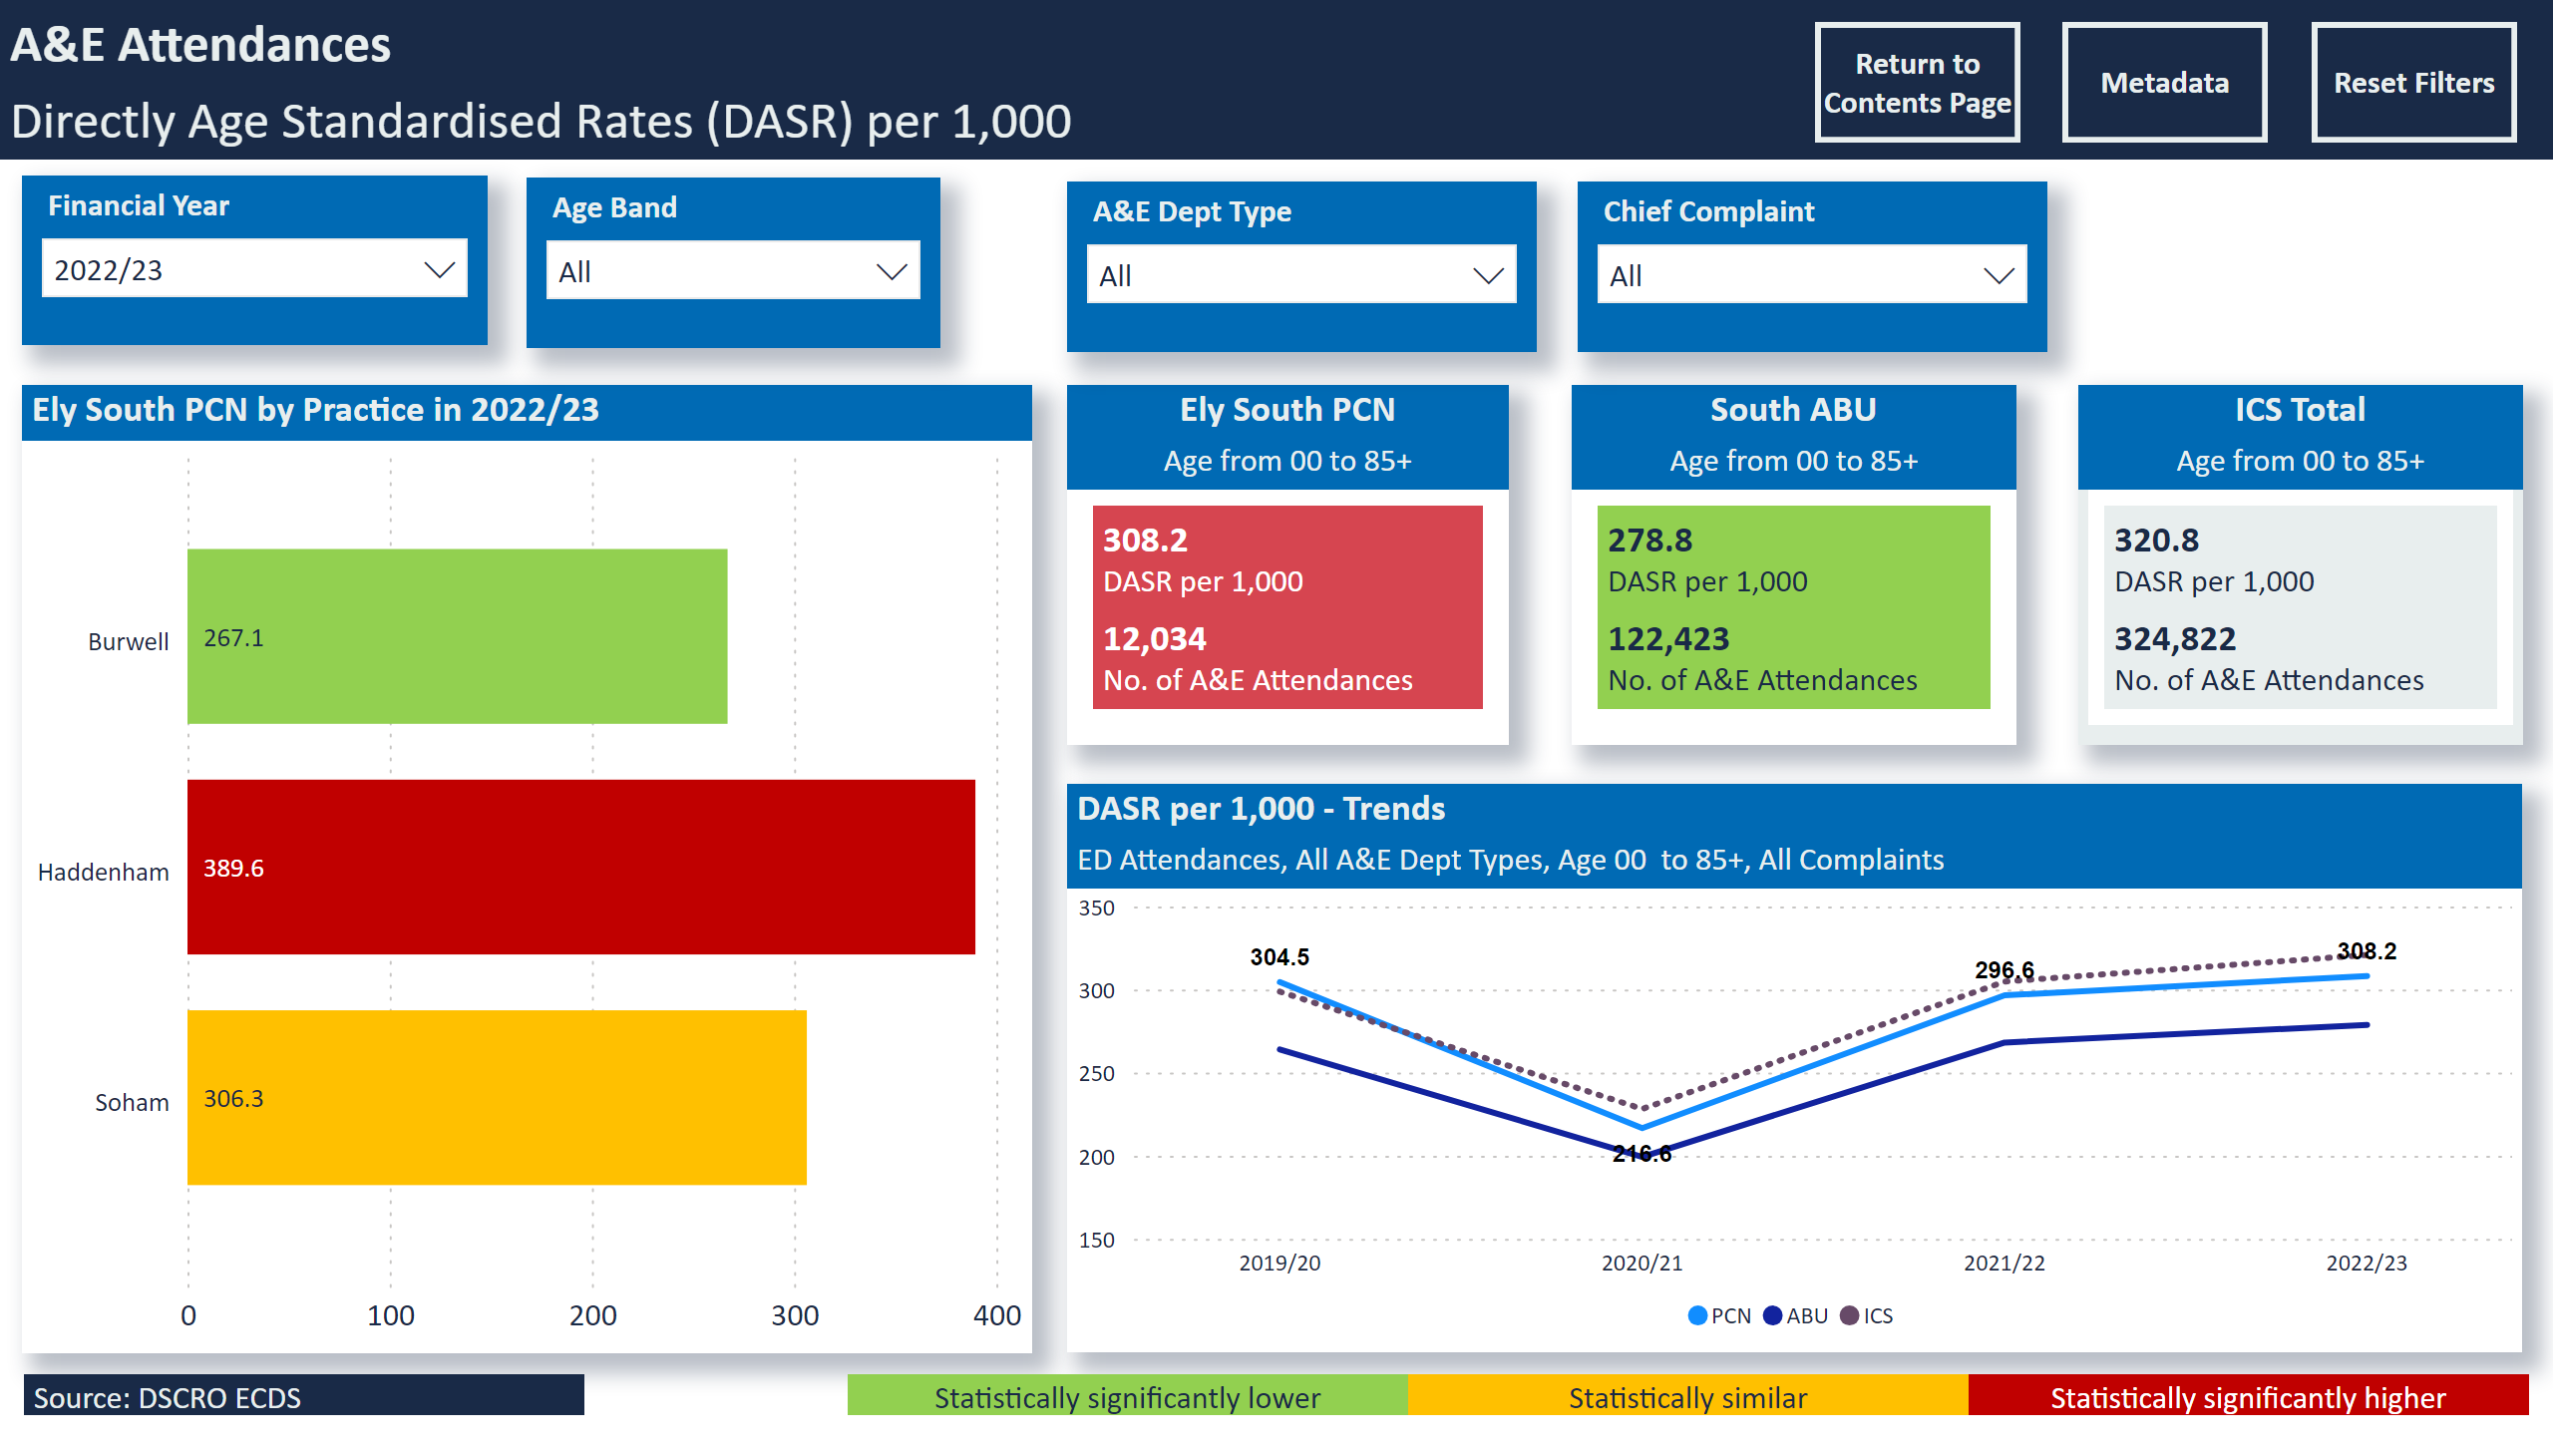 A&E Attendances
Directly Age Standardised Rates (DASR) per 1,000
Return to
Contents Page
Metadata
Reset Filters
Financial Year
2022/23
Age Band
All
A&E Dept Type
All
Chief Complaint
All
Ely South PCN by Practice in 2022/23
Burwell
267.1
Haddenham
389.6
Soham
306.3
0 100 200 300 400
Ely South PCN
Age from 00 to 85+
308.2
DASR per 1,000
12,034
No. of A&E Attendances
South ABU
Age from 00 to 85+
278.8
DASR per 1,000
122,423
No. of A&E Attendances
ICS Total
Age from 00 to 85+
320.8
DASR per 1,000
324,822
No. of A&E Attendances
DASR per 1,000 - Trends
ED Attendances, All A&E Dept Types, Age 00  to 85+, All Complaints
350
300
250
200
150
304.5
216.6
296.6
308.2
2019/20 2020/21 2021/22 2022/23
PCN ABU ICS
Source: DSCRO ECDS
Statistically significantly lower
Statistically similar
Statistically significantly higher